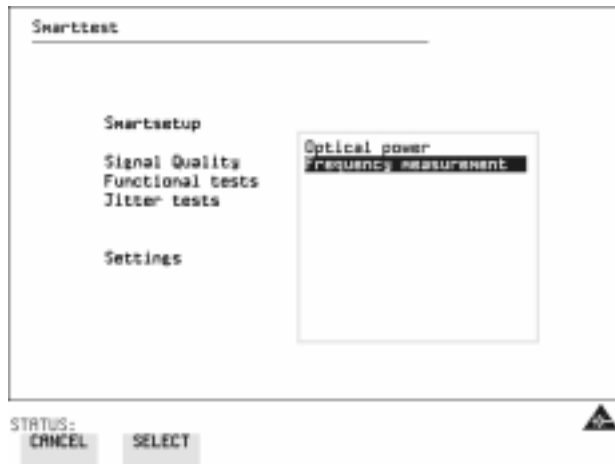 Smarttest
Smartsetup
Signal Quality
Functional tests
Jitter tests
Settings
Optical power
Frequency measurement
STATUS:
CANCEL
SELECT